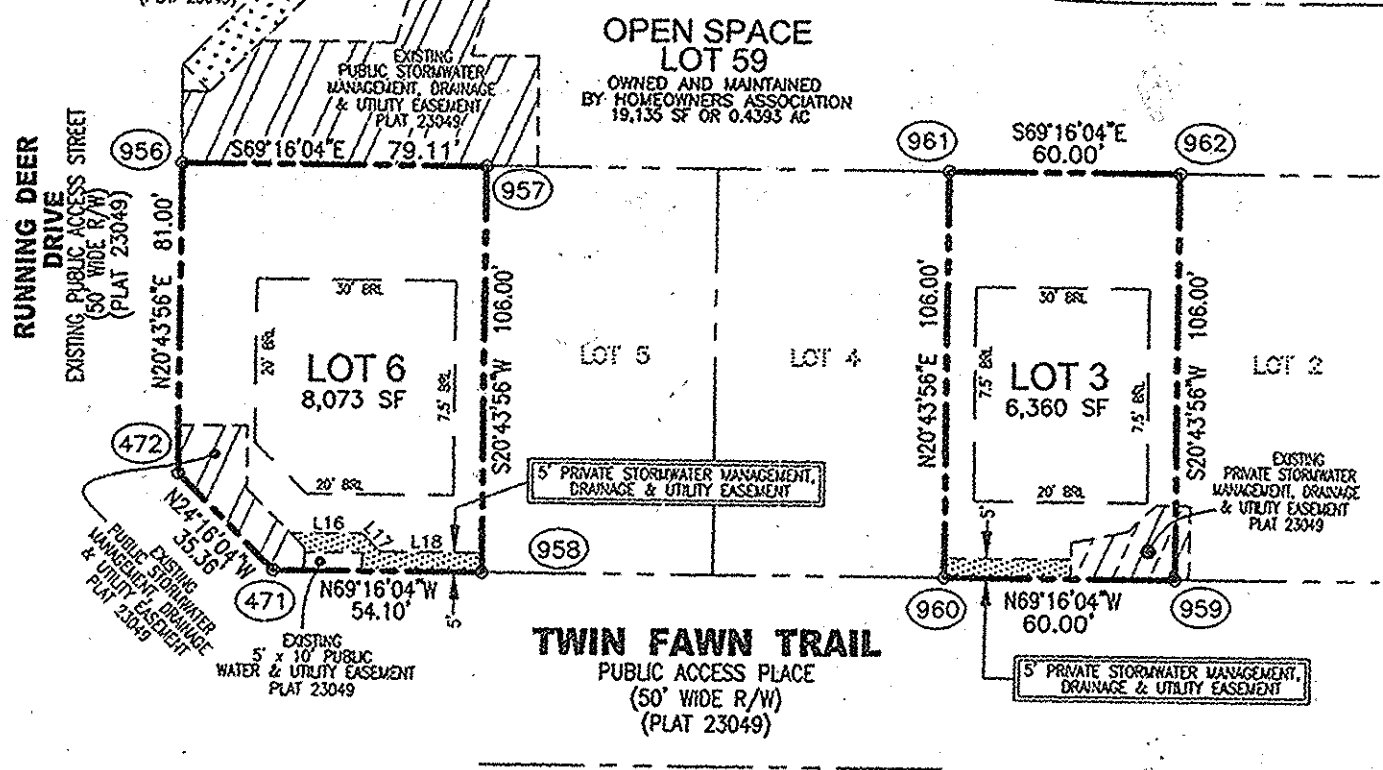 (PLAT 23049)
OPEN SPACE
LOT 59
OWNED AND MAINTAINED
BY HOMEOWNERS ASSOCIATION
19,135 SF OR 0.4393 AC
EXISTING
PUBLIC STORMWATER
MANAGEMENT, DRAINAGE
& UTILITY EASEMENT
PLAT 23049
RUNNING DEER
DRIVE
EXISTING PUBLIC ACCESS STREET
(50' WIDE R/W)
(PLAT 23049)
956
S69°16'04"E 79.11'
957
961
S69°16'04"E
60.00'
962
N20°43'56"E 81.00'
30' BRL
20' BRL
LOT 6
8,073 SF
7.5' BRL
20' BRL
S20°43'56"W 106.00'
LOT 5
LOT 4
N20°43'56"E 106.00'
30' BRL
7.5' BRL
LOT 3
6,360 SF
7.5' BRL
20' BRL
S20°43'56"W 106.00'
LOT 2
472
N24°16'04"W
35.36'
471
EXISTING
PUBLIC STORMWATER
MANAGEMENT, DRAINAGE
& UTILITY EASEMENT
PLAT 23049
L16
L17
L18
5' PRIVATE STORMWATER MANAGEMENT,
DRAINAGE & UTILITY EASEMENT
958
N69°16'04"W
54.10'
5'
EXISTING
5' x 10' PUBLIC
WATER & UTILITY EASEMENT
PLAT 23049
EXISTING
PRIVATE STORMWATER
MANAGEMENT, DRAINAGE
& UTILITY EASEMENT
PLAT 23049
5'
960
N69°16'04"W
60.00'
959
5' PRIVATE STORMWATER MANAGEMENT,
DRAINAGE & UTILITY EASEMENT
TWIN FAWN TRAIL
PUBLIC ACCESS PLACE
(50' WIDE R/W)
(PLAT 23049)